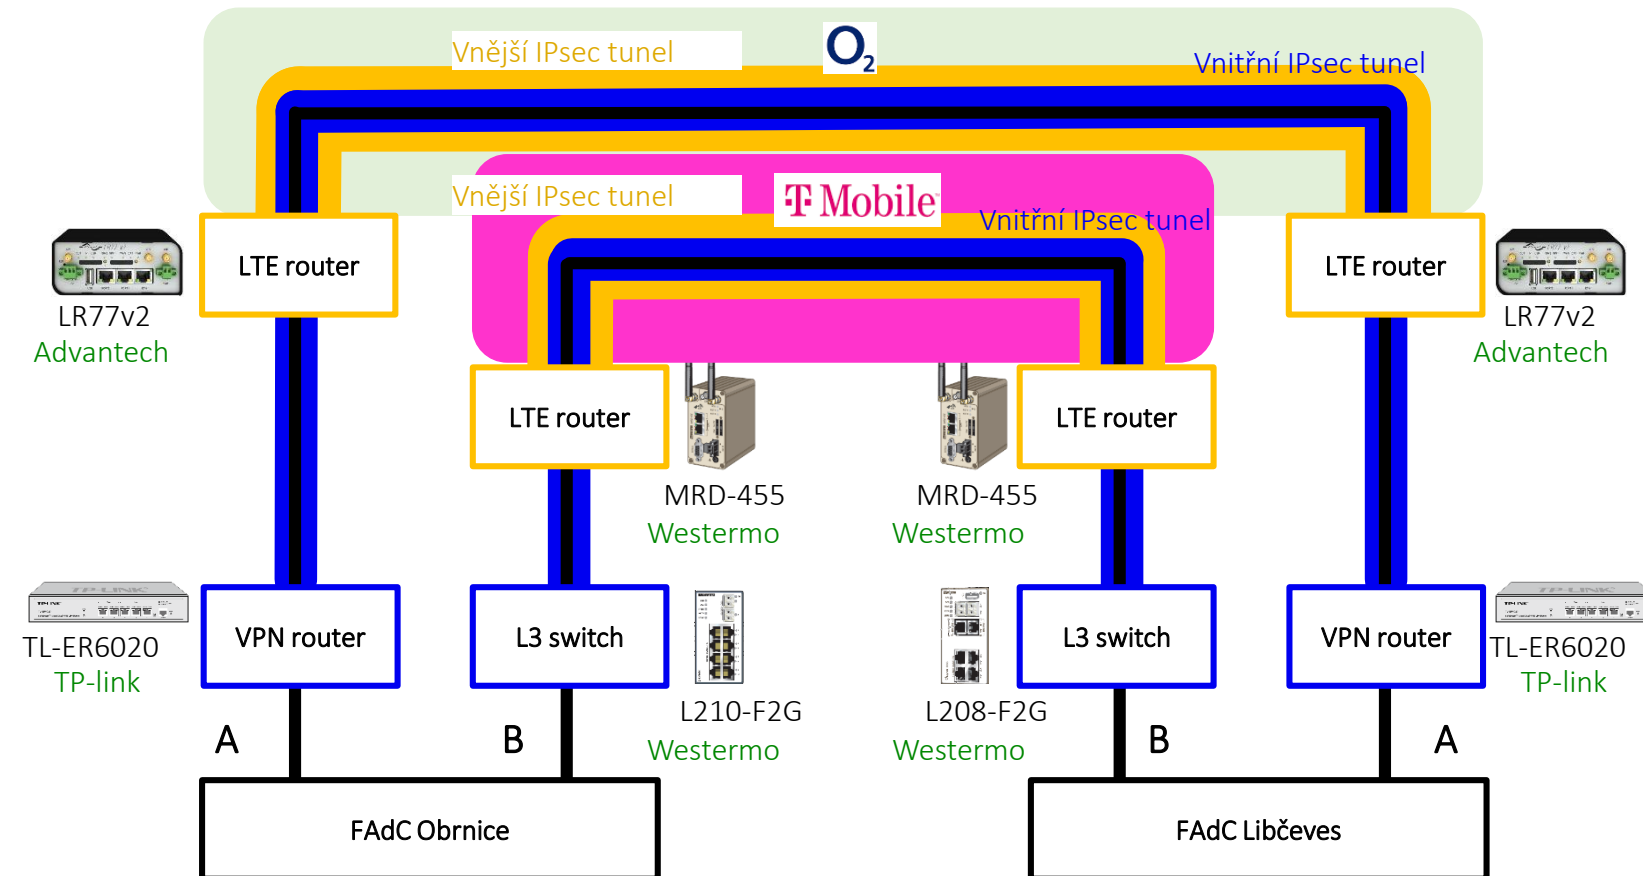 Vnější IPsec tunel
O2
Vnitřní IPsec tunel
Vnější IPsec tunel
T Mobile
Vnitřní IPsec tunel
LTE router
LTE router
LR77v2
Advantech
LR77v2
Advantech
LTE router
LTE router
MRD-455
Westermo
MRD-455
Westermo
TP-LINK
VPN router
L3 switch
L3 switch
VPN router
TL-ER6020
TP-link
TL-ER6020
TP-link
L210-F2G
Westermo
L208-F2G
Westermo
A
B
B
A
FAdC Obrnice
FAdC Libčeves